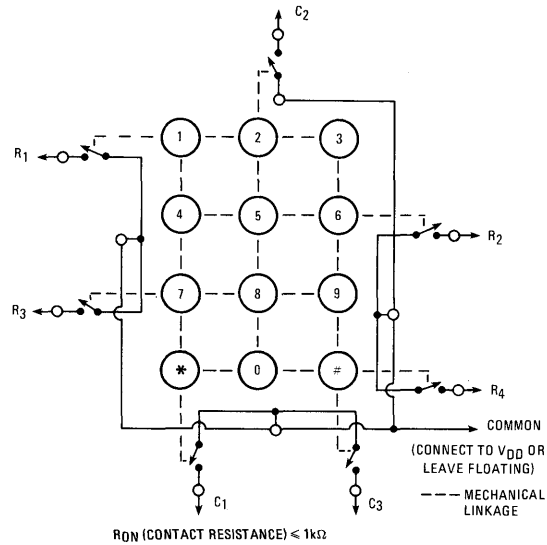 C2
1 2 3
R1
4 5 6
R2
7 8 9
R3
* 0 #
R4
COMMON
(CONNECT TO VDD OR
LEAVE FLOATING)
C1 C3
MECHANICAL
LINKAGE
RON (CONTACT RESISTANCE) ⩽ 1kΩ